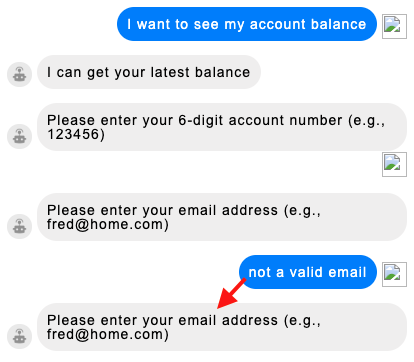 I want to see my account balance
I can get your latest balance
Please enter your 6-digit account number (e.g.,
123456)
Please enter your email address (e.g.,
fred@home.com)
not a valid email
Please enter your email address (e.g.,
fred@home.com)